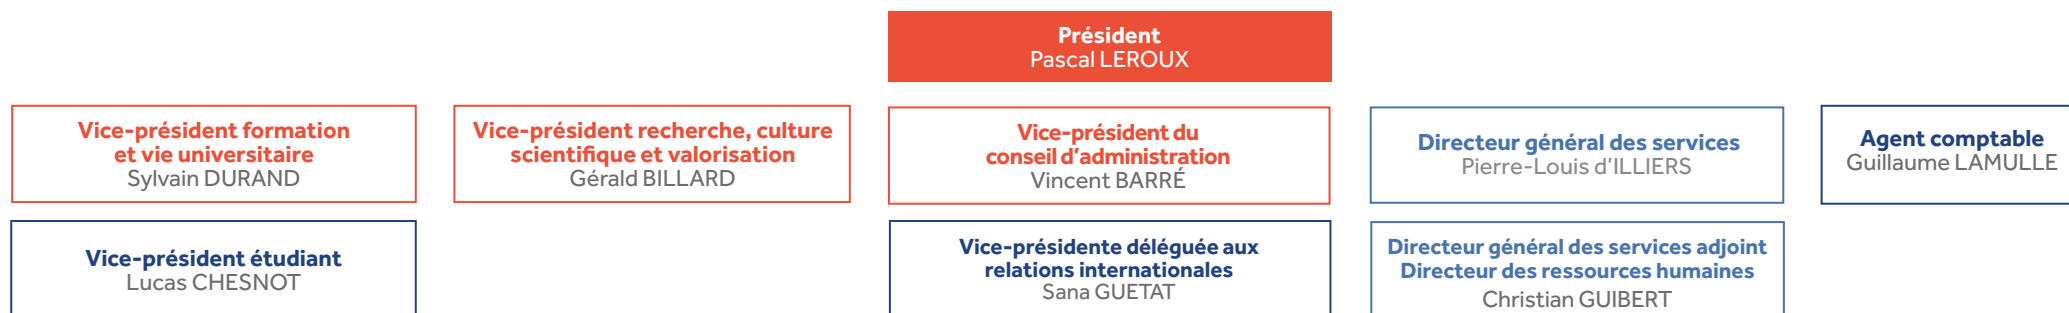 Président
Pascal LEROUX
Vice-président formation
et vie universitaire
Sylvain DURAND
Vice-président recherche, culture
scientifique et valorisation
Gérald BILLARD
Vice-président du
conseil d'administration
Vincent BARRÉ
Directeur général des services
Pierre-Louis d'ILLIERS
Agent comptable
Guillaume LAMULLE
Vice-président étudiant
Lucas CHESNOT
Vice-présidente déléguée aux
relations internationales
Sana GUETAT
Directeur général des services adjoint
Directeur des ressources humaines
Christian GUIBERT